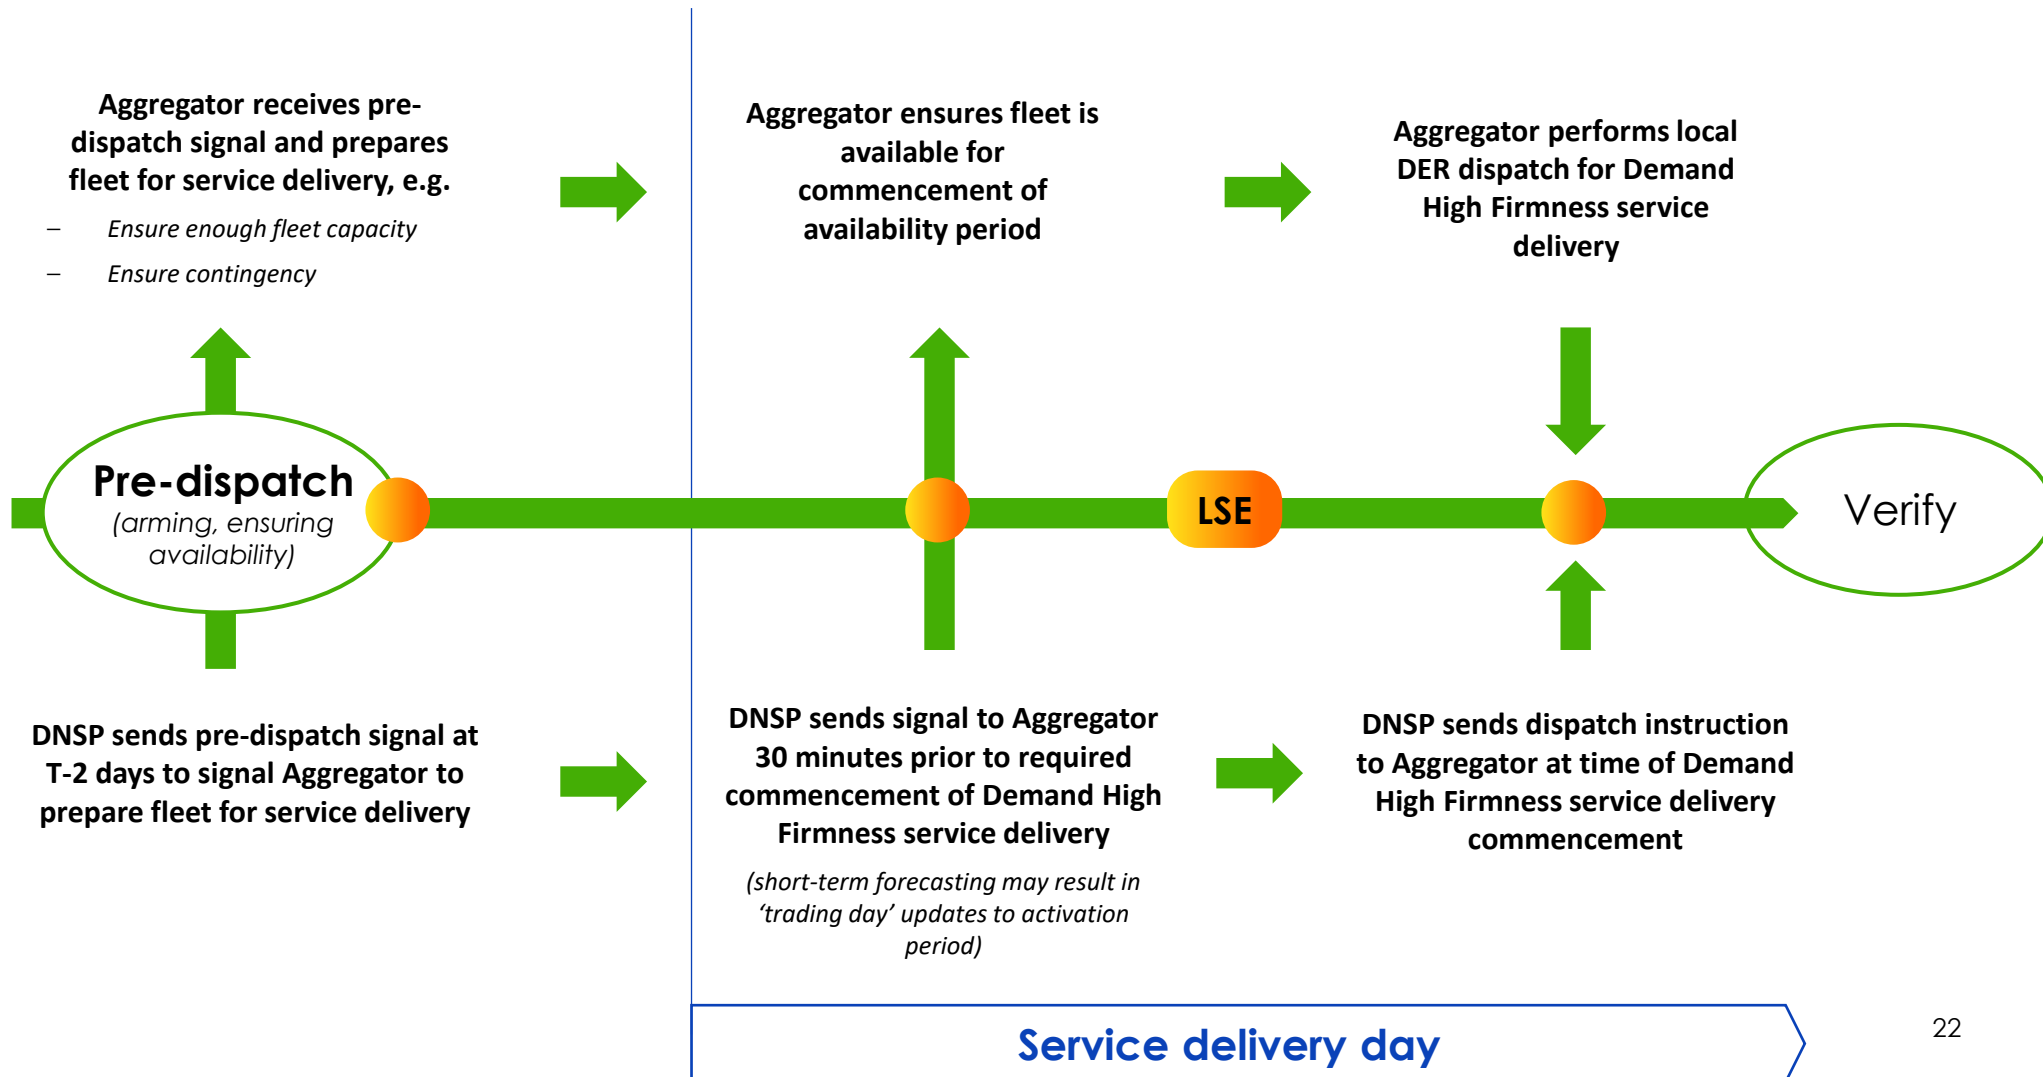 Aggregator receives pre-
dispatch signal and prepares
fleet for service delivery, e.g.
– Ensure enough fleet capacity
– Ensure contingency
Aggregator ensures fleet is
available for
commencement of
availability period
Aggregator performs local
DER dispatch for Demand
High Firmness service
delivery
Pre-dispatch
(arming, ensuring
availability)
LSE
Verify
DNSP sends pre-dispatch signal at
T-2 days to signal Aggregator to
prepare fleet for service delivery
DNSP sends signal to Aggregator
30 minutes prior to required
commencement of Demand High
Firmness service delivery
(short-term forecasting may result in
‘trading day’ updates to activation
period)
DNSP sends dispatch instruction
to Aggregator at time of Demand
High Firmness service delivery
commencement
Service delivery day
22